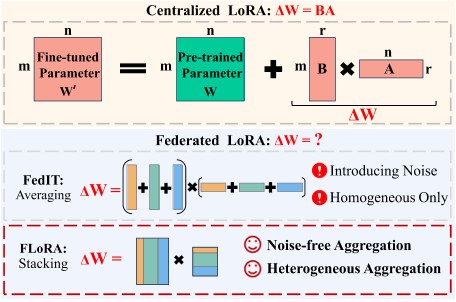 Centralized LoRA: ΔW = BA
n
m
Fine-tuned
Parameter
W′
=
n
m
Pre-trained
Parameter
W
+
r
m
B
×
n
A
r
ΔW
Federated LoRA: ΔW = ?
FedIT:
Averaging
ΔW = ( + + ) × ( + + )
! Introducing Noise
! Homogeneous Only
FLoRA:
Stacking
ΔW = ×
Noise-free Aggregation
Heterogeneous Aggregation